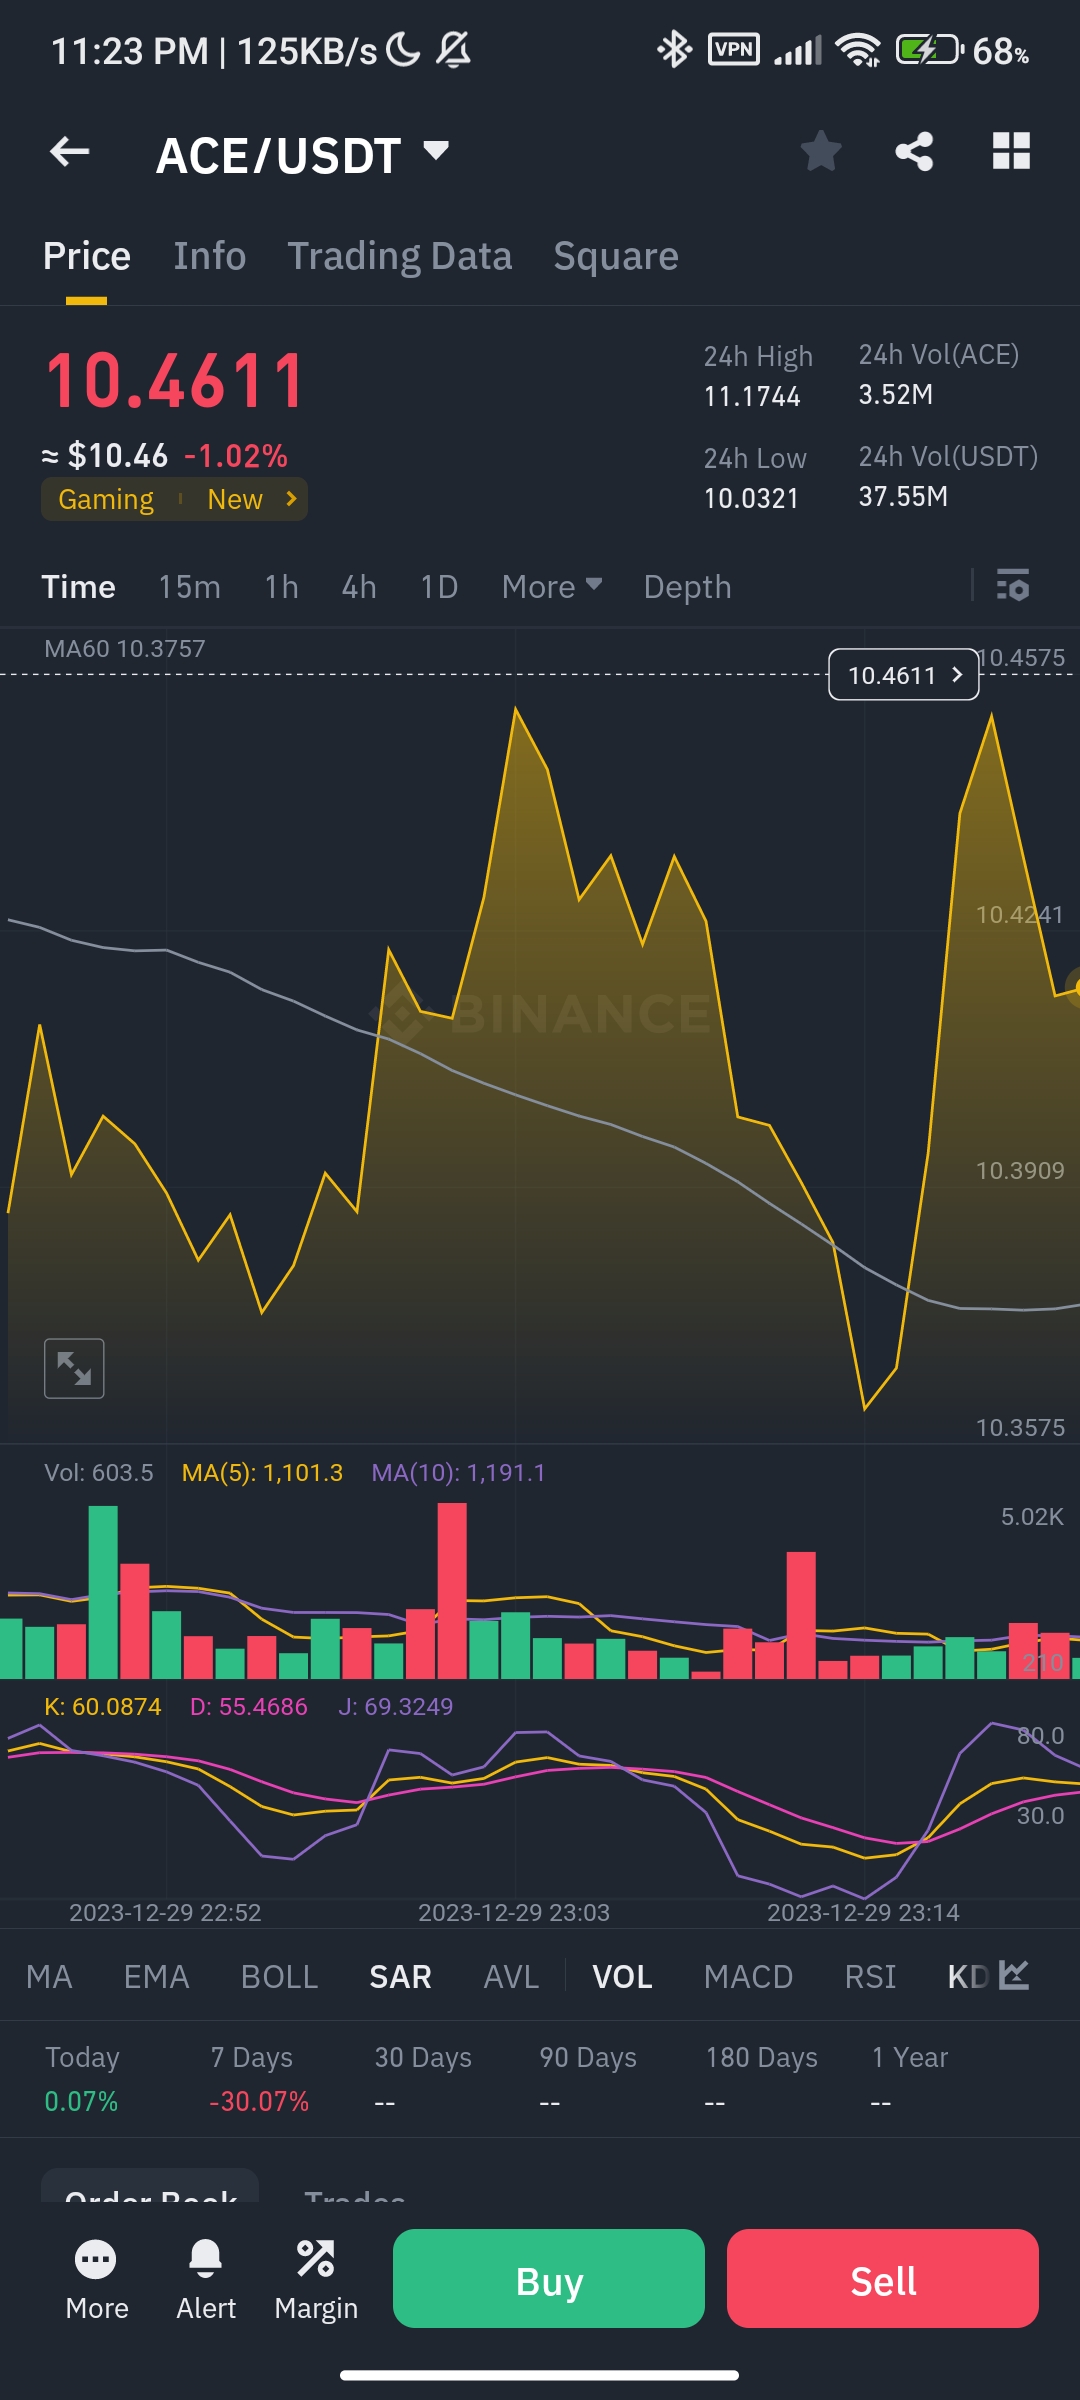 11:23 PM | 125KB/s VPN 68%
ACE/USDT
Price Info Trading Data Square
10.4611
≈ $10.46 -1.02%
Gaming New
24h High 24h Vol(ACE)
11.1744 3.52M
24h Low 24h Vol(USDT)
10.0321 37.55M
Time 15m 1h 4h 1D More Depth
MA60 10.3757
10.4575
10.4611
10.4241
BINANCE
10.3909
10.3575
Vol: 603.5 MA(5): 1,101.3 MA(10): 1,191.1
5.02K
210
K: 60.0874 D: 55.4686 J: 69.3249
80.0
30.0
2023-12-29 22:52 2023-12-29 23:03 2023-12-29 23:14
MA EMA BOLL SAR AVL VOL MACD RSI KD
Today 7 Days 30 Days 90 Days 180 Days 1 Year
0.07% -30.07% -- -- -- --
Order Book Trades
More Alert Margin Buy Sell